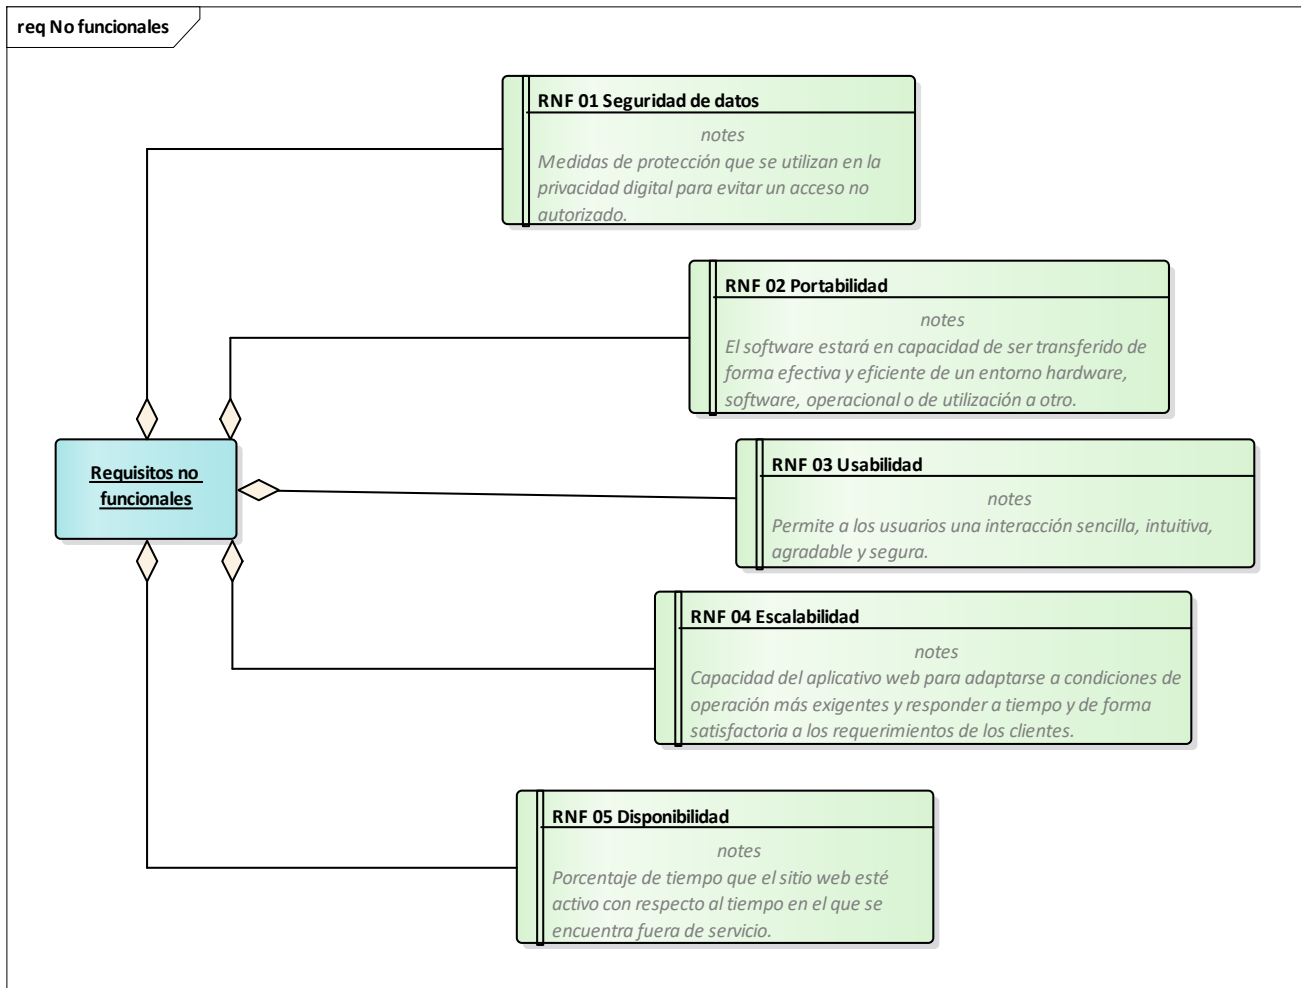 req No funcionales
RNF 01 Seguridad de datos
notes
Medidas de protección que se utilizan en la
privacidad digital para evitar un acceso no
autorizado.
RNF 02 Portabilidad
notes
El software estará en capacidad de ser transferido de
forma efectiva y eficiente de un entorno hardware,
software, operacional o de utilización a otro.
Requisitos no
funcionales
RNF 03 Usabilidad
notes
Permite a los usuarios una interacción sencilla, intuitiva,
agradable y segura.
RNF 04 Escalabilidad
notes
Capacidad del aplicativo web para adaptarse a condiciones de
operación más exigentes y responder a tiempo y de forma
satisfactoria a los requerimientos de los clientes.
RNF 05 Disponibilidad
notes
Porcentaje de tiempo que el sitio web esté
activo con respecto al tiempo en el que se
encuentra fuera de servicio.